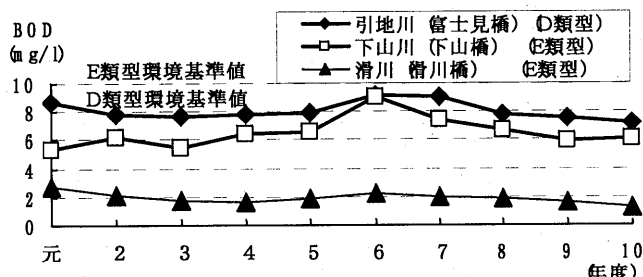 BOD
(mg/l)
引地川(富士見橋)(D類型)
下山川(下山橋) (E類型)
滑川(滑川橋) (E類型)
10
E類型環境基準値
D類型環境基準値
8
6
4
2
0
元 2 3 4 5 6 7 8 9 10
(年度)